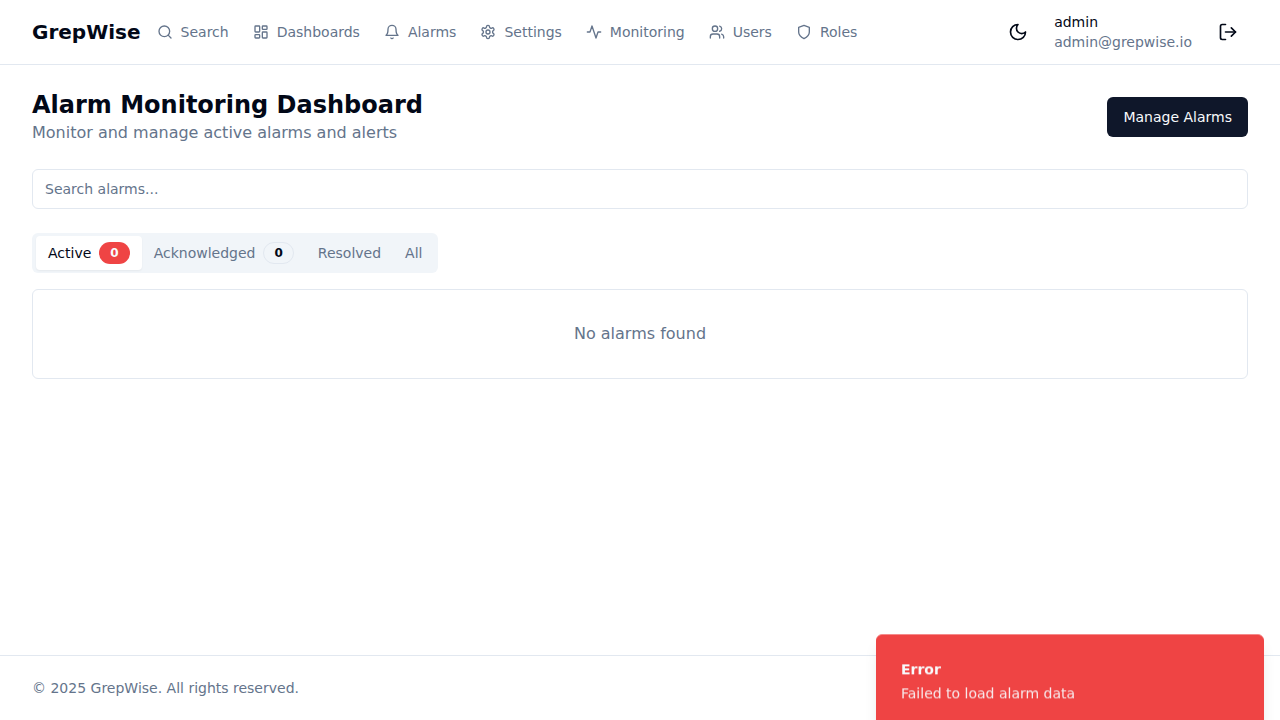 GrepWise Search Dashboards Alarms Settings Monitoring Users Roles
admin
admin@grepwise.io
Alarm Monitoring Dashboard
Monitor and manage active alarms and alerts
Manage Alarms
Search alarms...
Active 0 Acknowledged 0 Resolved All
No alarms found
© 2025 GrepWise. All rights reserved.
Error
Failed to load alarm data